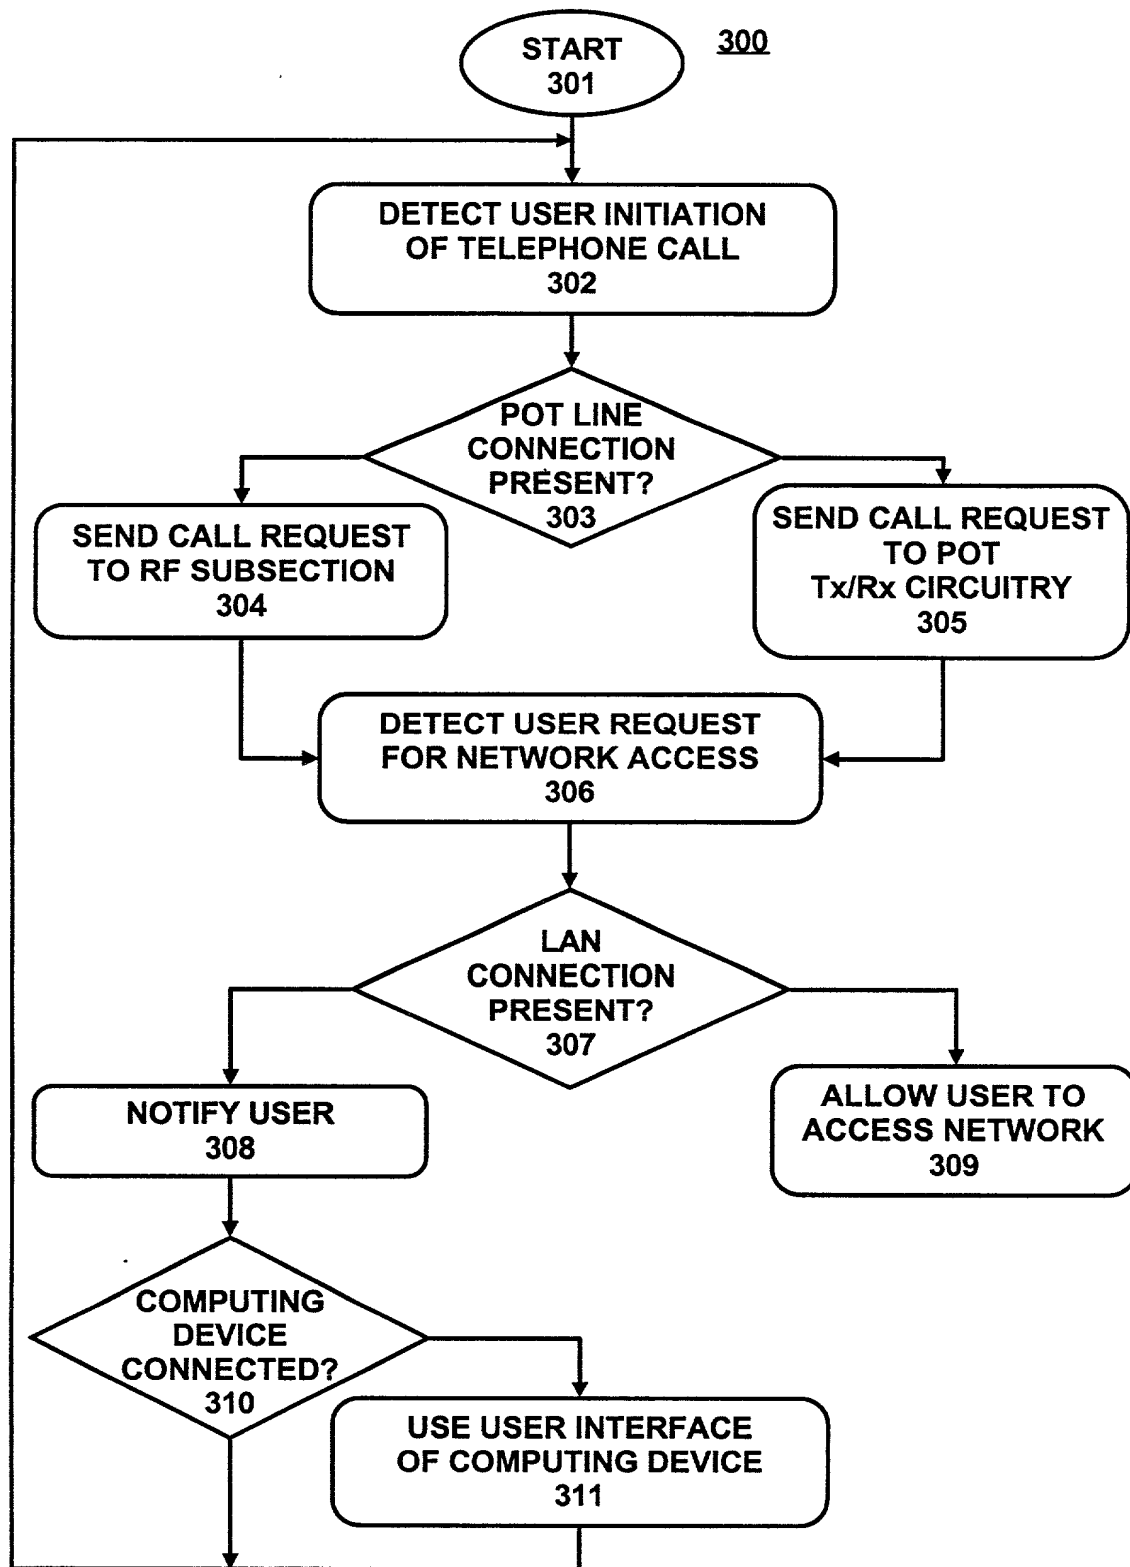 START
301
300
DETECT USER INITIATION
OF TELEPHONE CALL
302
POT LINE
CONNECTION
PRESENT?
303
SEND CALL REQUEST
TO RF SUBSECTION
304
SEND CALL REQUEST
TO POT
Tx/Rx CIRCUITRY
305
DETECT USER REQUEST
FOR NETWORK ACCESS
306
LAN
CONNECTION
PRESENT?
307
NOTIFY USER
308
ALLOW USER TO
ACCESS NETWORK
309
COMPUTING
DEVICE
CONNECTED?
310
USE USER INTERFACE
OF COMPUTING DEVICE
311